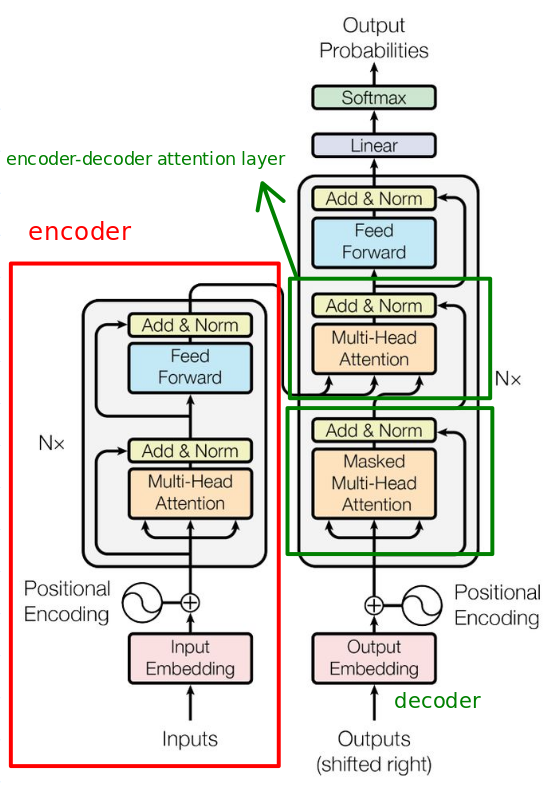 Output
Probabilities
Softmax
Linear
encoder-decoder attention layer
Add & Norm
Feed
Forward
encoder
Add & Norm
Multi-Head
Attention
Nx
Add & Norm
Masked
Multi-Head
Attention
Add & Norm
Feed
Forward
Nx
Add & Norm
Multi-Head
Attention
Positional
Encoding
Positional
Encoding
Input
Embedding
Output
Embedding
decoder
Inputs
Outputs
(shifted right)